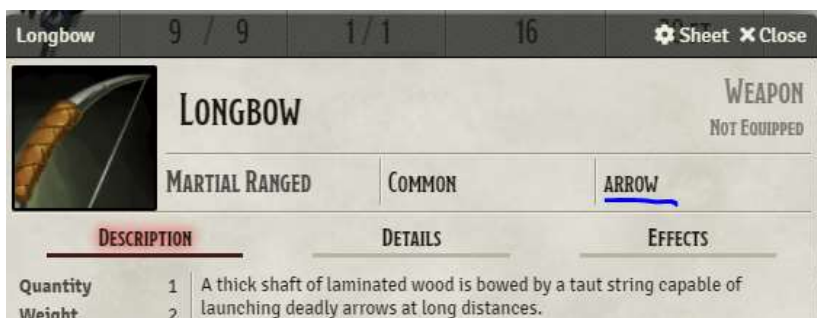 Longbow 9 / 9 1 / 1 16 Sheet Close
LONGBOW
WEAPON
NOT EQUIPPED
MARTIAL RANGED COMMON ARROW
DESCRIPTION DETAILS EFFECTS
Quantity 1 A thick shaft of laminated wood is bowed by a taut string capable of
Weight 2 launching deadly arrows at long distances.